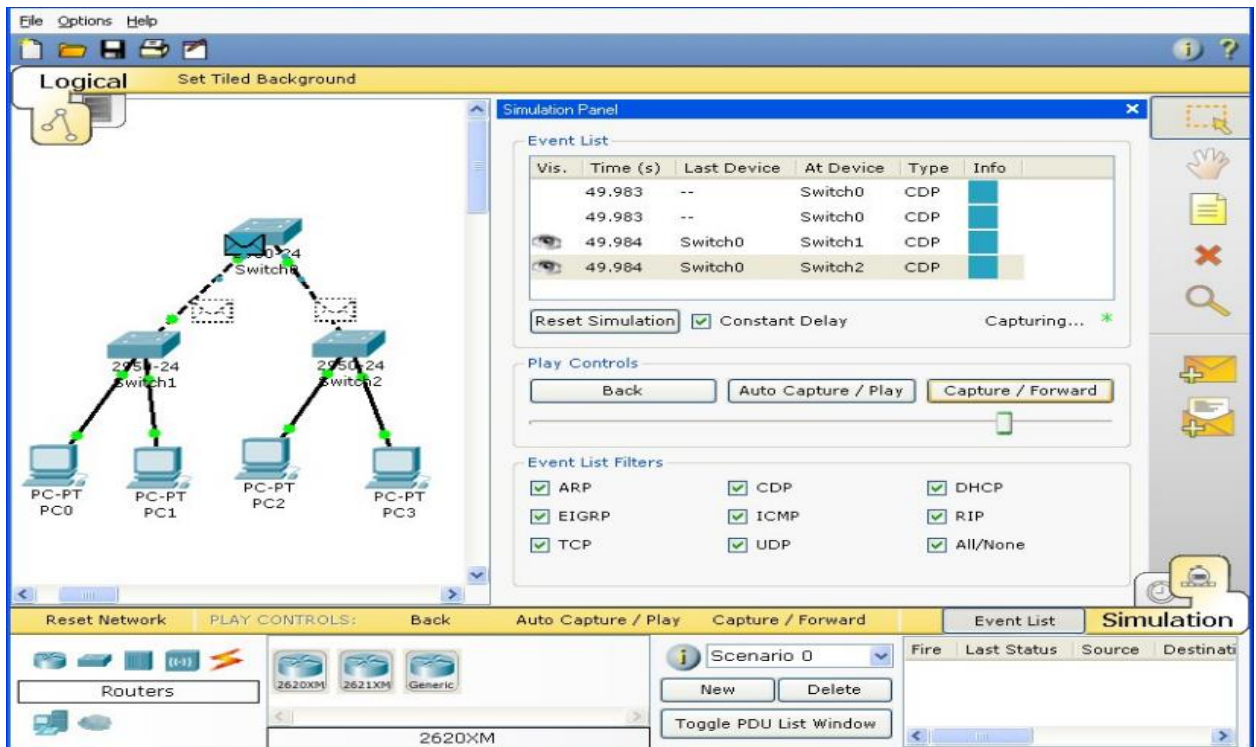 File Options Help
Logical Set Tiled Background
2950-24
Switch0
2950-24
Switch1
2950-24
Switch2
PC-PT
PC0
PC-PT
PC1
PC-PT
PC2
PC-PT
PC3
Simulation Panel
Event List
Vis. Time (s) Last Device At Device Type Info
49.983 -- Switch0 CDP
49.983 -- Switch0 CDP
49.984 Switch0 Switch1 CDP
49.984 Switch0 Switch2 CDP
Reset Simulation Constant Delay Capturing... *
Play Controls
Back Auto Capture / Play Capture / Forward
Event List Filters
ARP CDP DHCP
EIGRP ICMP RIP
TCP UDP All/None
Reset Network PLAY CONTROLS: Back Auto Capture / Play Capture / Forward Event List Simulation
Routers
2620XM 2621XM Generic
2620XM
Scenario 0
New Delete
Toggle PDU List Window
Fire Last Status Source Destinati